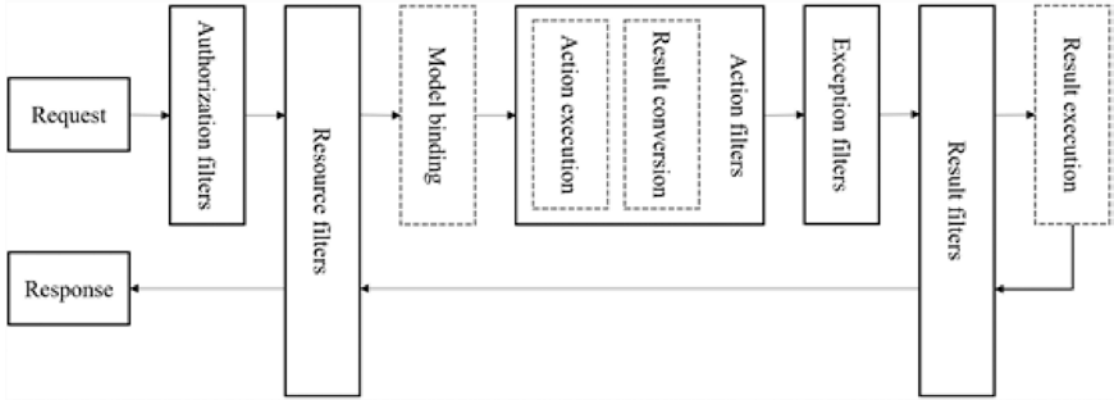 Request
Authorization filters
Resource filters
Model binding
Action execution
Result conversion
Action filters
Exception filters
Result filters
Result execution
Response